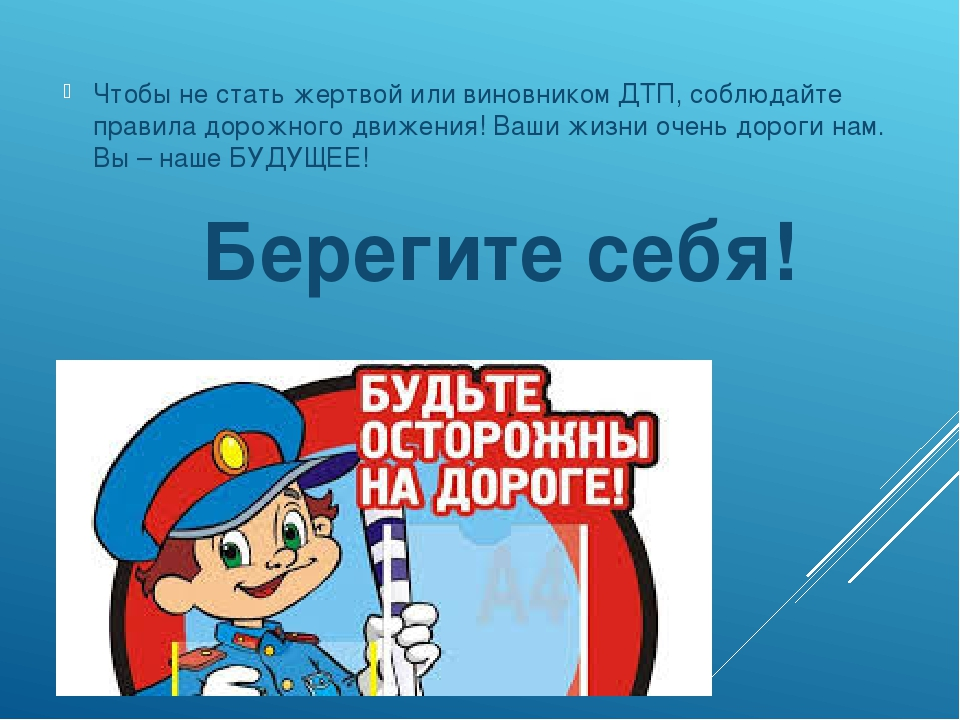 Чтобы не стать жертвой или виновником ДТП, соблюдайте
правила дорожного движения! Ваши жизни очень дороги нам.
Вы – наше БУДУЩЕЕ!
Берегите себя!
БУДЬТЕ
ОСТОРОЖНЫ
НА ДОРОГЕ!
А4